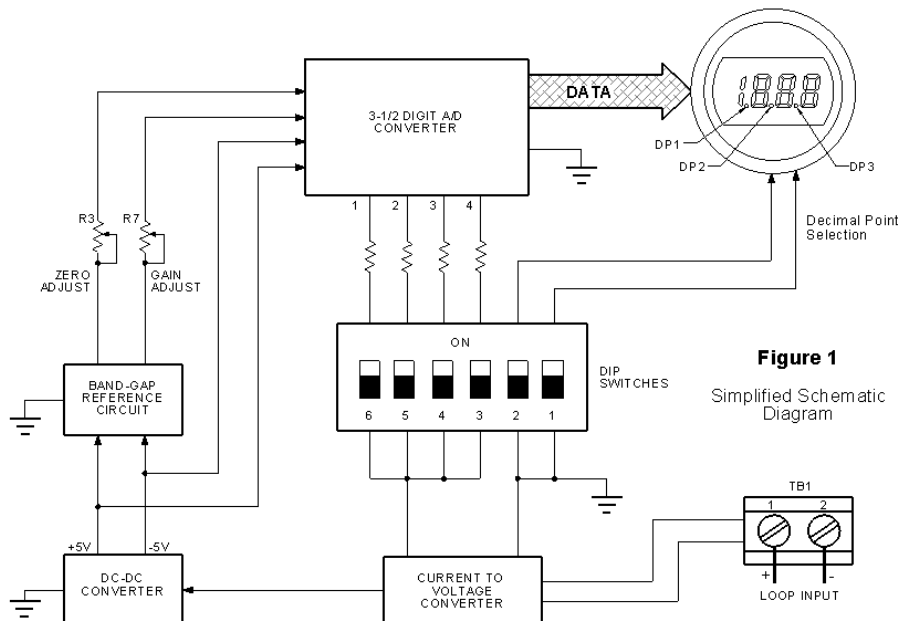 3-1/2 DIGIT A/D
CONVERTER
DATA
DP1
DP2
DP3
1 2 3 4
R3
R7
ZERO
ADJUST
GAIN
ADJUST
Decimal Point
Selection
ON
6 5 4 3 2 1
DIP
SWITCHES
Figure 1
Simplified Schematic
Diagram
BAND-GAP
REFERENCE
CIRCUIT
+5V -5V
DC-DC
CONVERTER
CURRENT TO
VOLTAGE
CONVERTER
TB1
1 2
+ -
LOOP INPUT
1.8.8.8